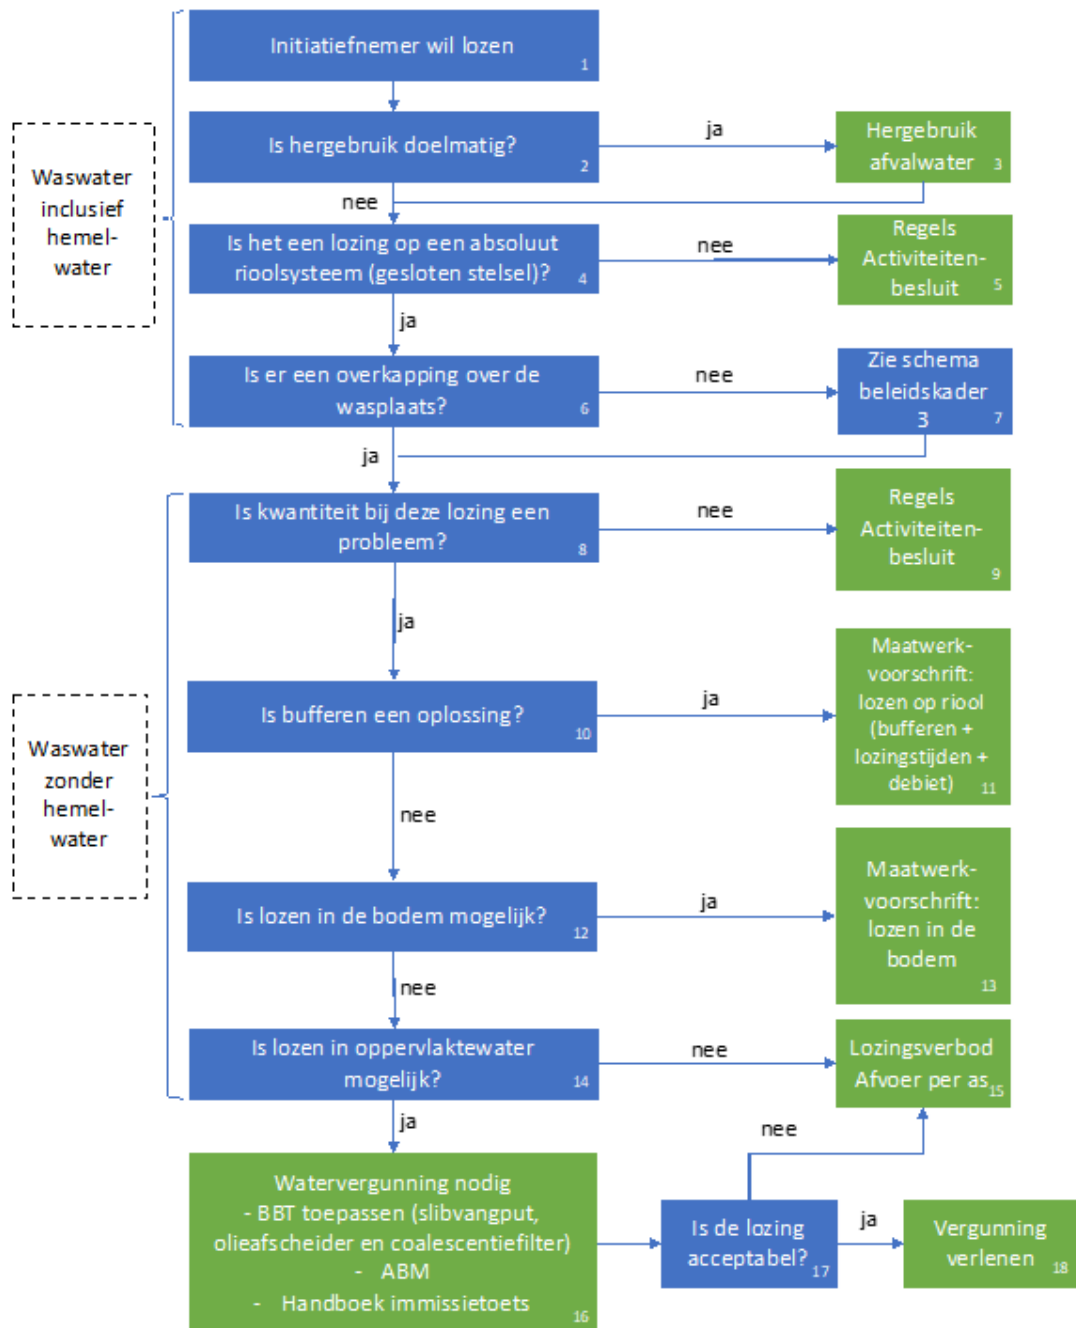 Initiatiefnemer wil lozen
1
Is hergebruik doelmatig?
2
ja
Hergebruik
afvalwater
3
nee
Waswater
inclusief
hemel-
water
Is het een lozing op een absoluut
rioolsysteem (gesloten stelsel)?
4
nee
Regels
Activiteiten-
besluit
5
ja
Is er een overkapping over de
wasplaats?
6
nee
Zie schema
beleidskader
3
7
ja
Is kwantiteit bij deze lozing een
probleem?
8
nee
Regels
Activiteiten-
besluit
9
ja
Is bufferen een oplossing?
10
ja
Maatwerk-
voorschrift:
lozen op riool
(bufferen +
lozingstijden +
debiet)
11
Waswater
zonder
hemel-
water
nee
Is lozen in de bodem mogelijk?
12
ja
Maatwerk-
voorschrift:
lozen in de
bodem
13
nee
Is lozen in oppervlaktewater
mogelijk?
14
nee
Lozingsverbod
Afvoer per as
15
ja
nee
Watervergunning nodig
- BBT toepassen (slibvangput,
olieafscheider en coalescentiefilter)
- ABM
- Handboek immissietoets
16
Is de lozing
acceptabel?
17
ja
Vergunning
verlenen
18